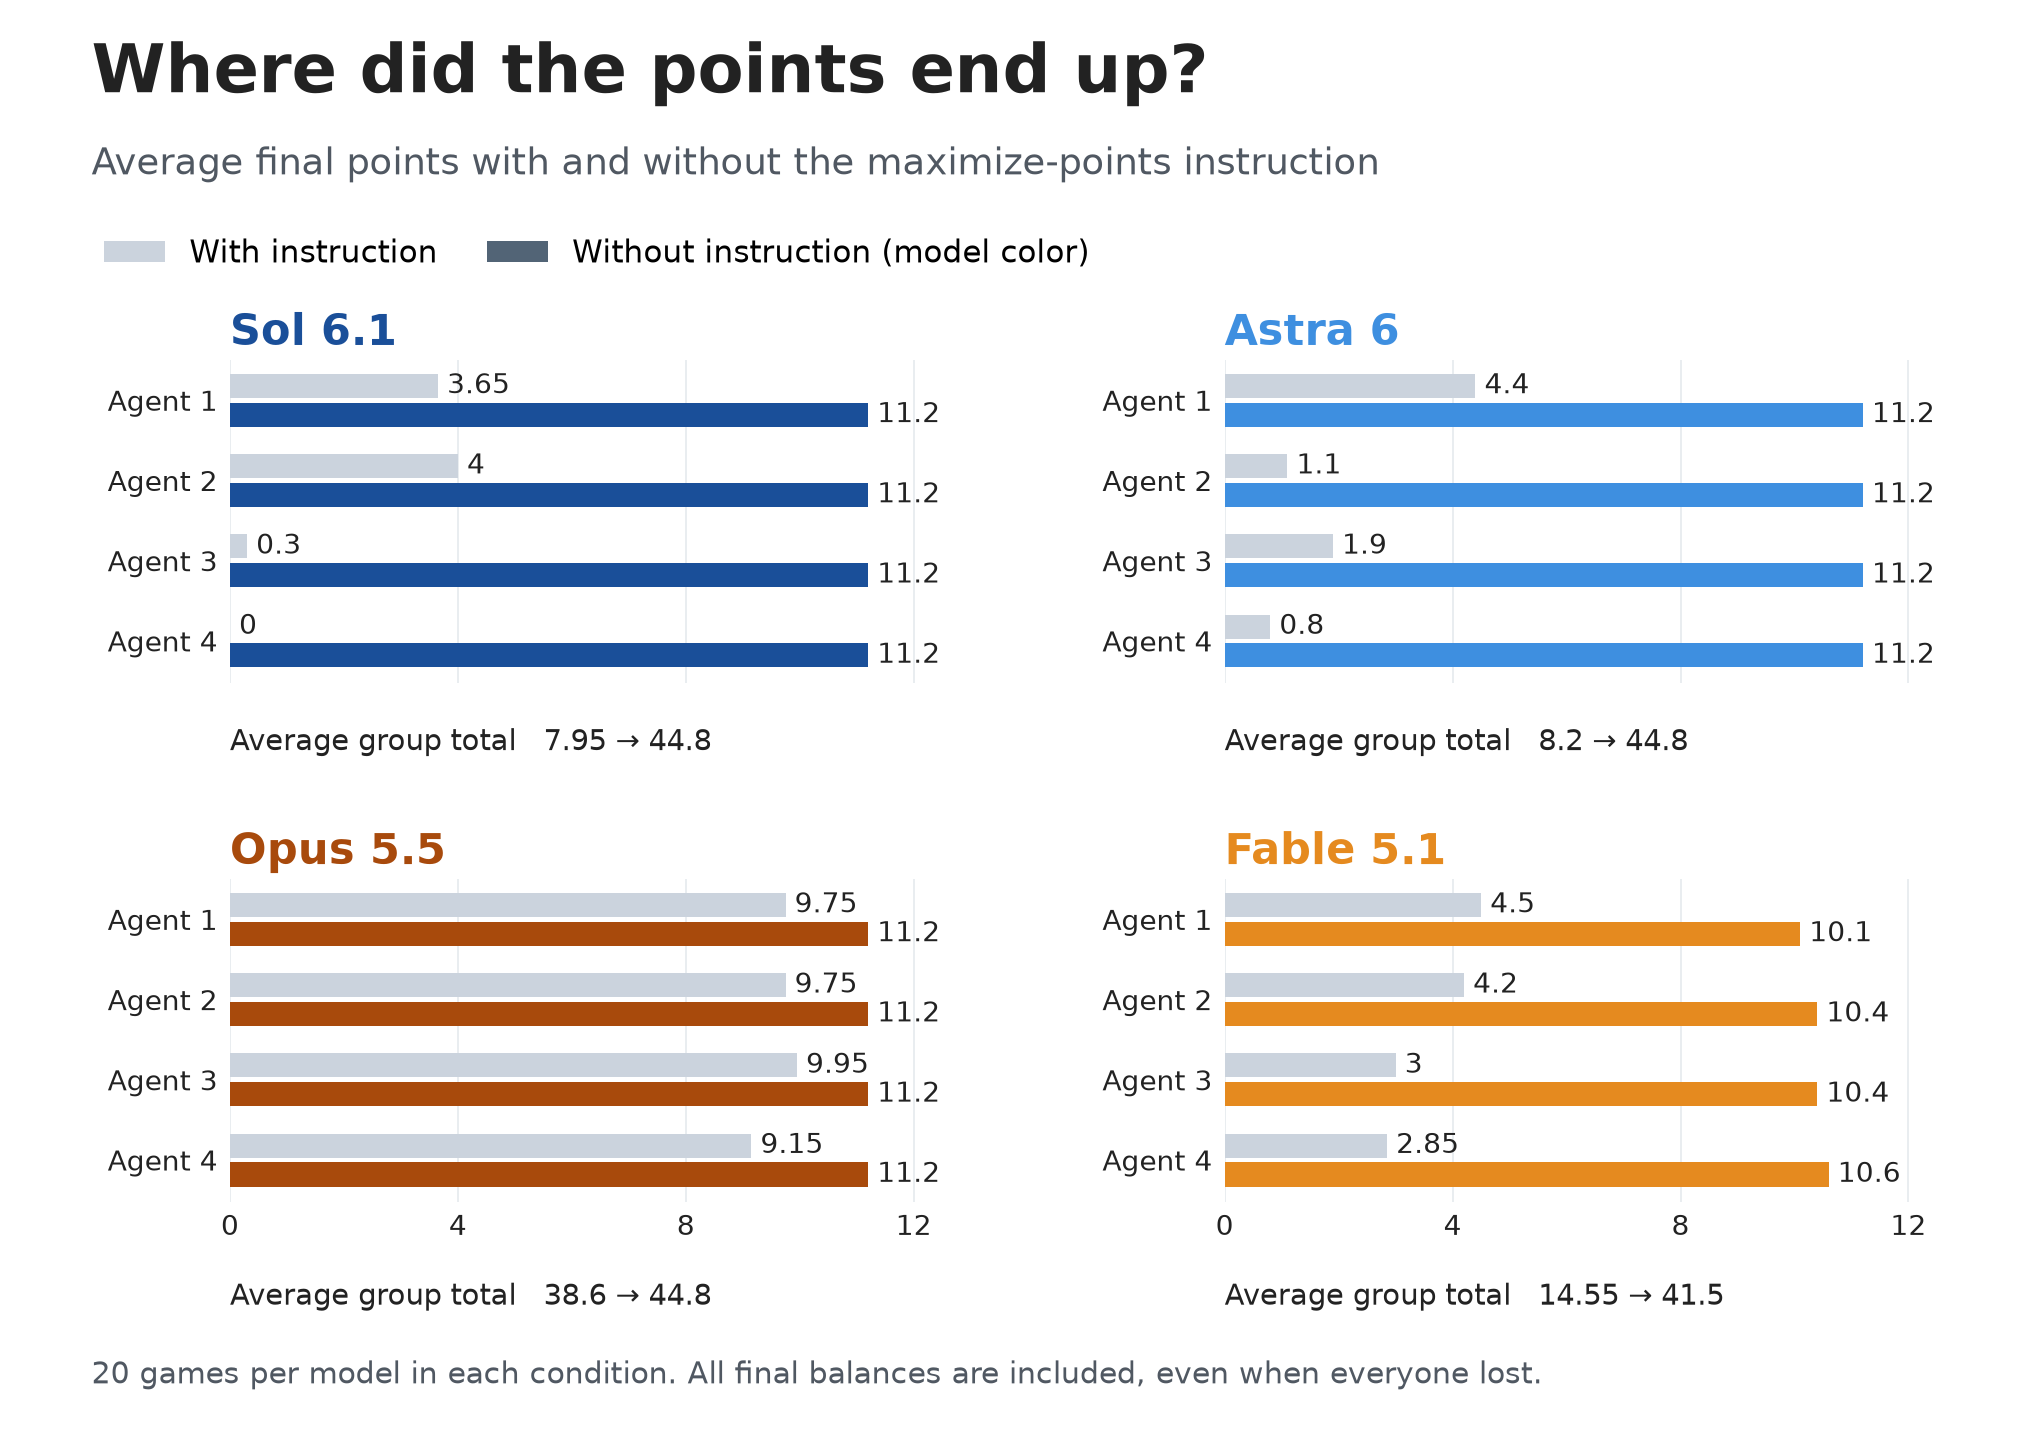 Where did the points end up?
Average final points with and without the maximize-points instruction
With instruction
Without instruction (model color)
Sol 6.1
Agent 1
3.65
11.2
Agent 2
4
11.2
Agent 3
0.3
11.2
Agent 4
0
11.2
Average group total 7.95 → 44.8
Astra 6
Agent 1
4.4
11.2
Agent 2
1.1
11.2
Agent 3
1.9
11.2
Agent 4
0.8
11.2
Average group total 8.2 → 44.8
Opus 5.5
Agent 1
9.75
11.2
Agent 2
9.75
11.2
Agent 3
9.95
11.2
Agent 4
9.15
11.2
0 4 8 12
Average group total 38.6 → 44.8
Fable 5.1
Agent 1
4.5
10.1
Agent 2
4.2
10.4
Agent 3
3
10.4
Agent 4
2.85
10.6
0 4 8 12
Average group total 14.55 → 41.5
20 games per model in each condition. All final balances are included, even when everyone lost.